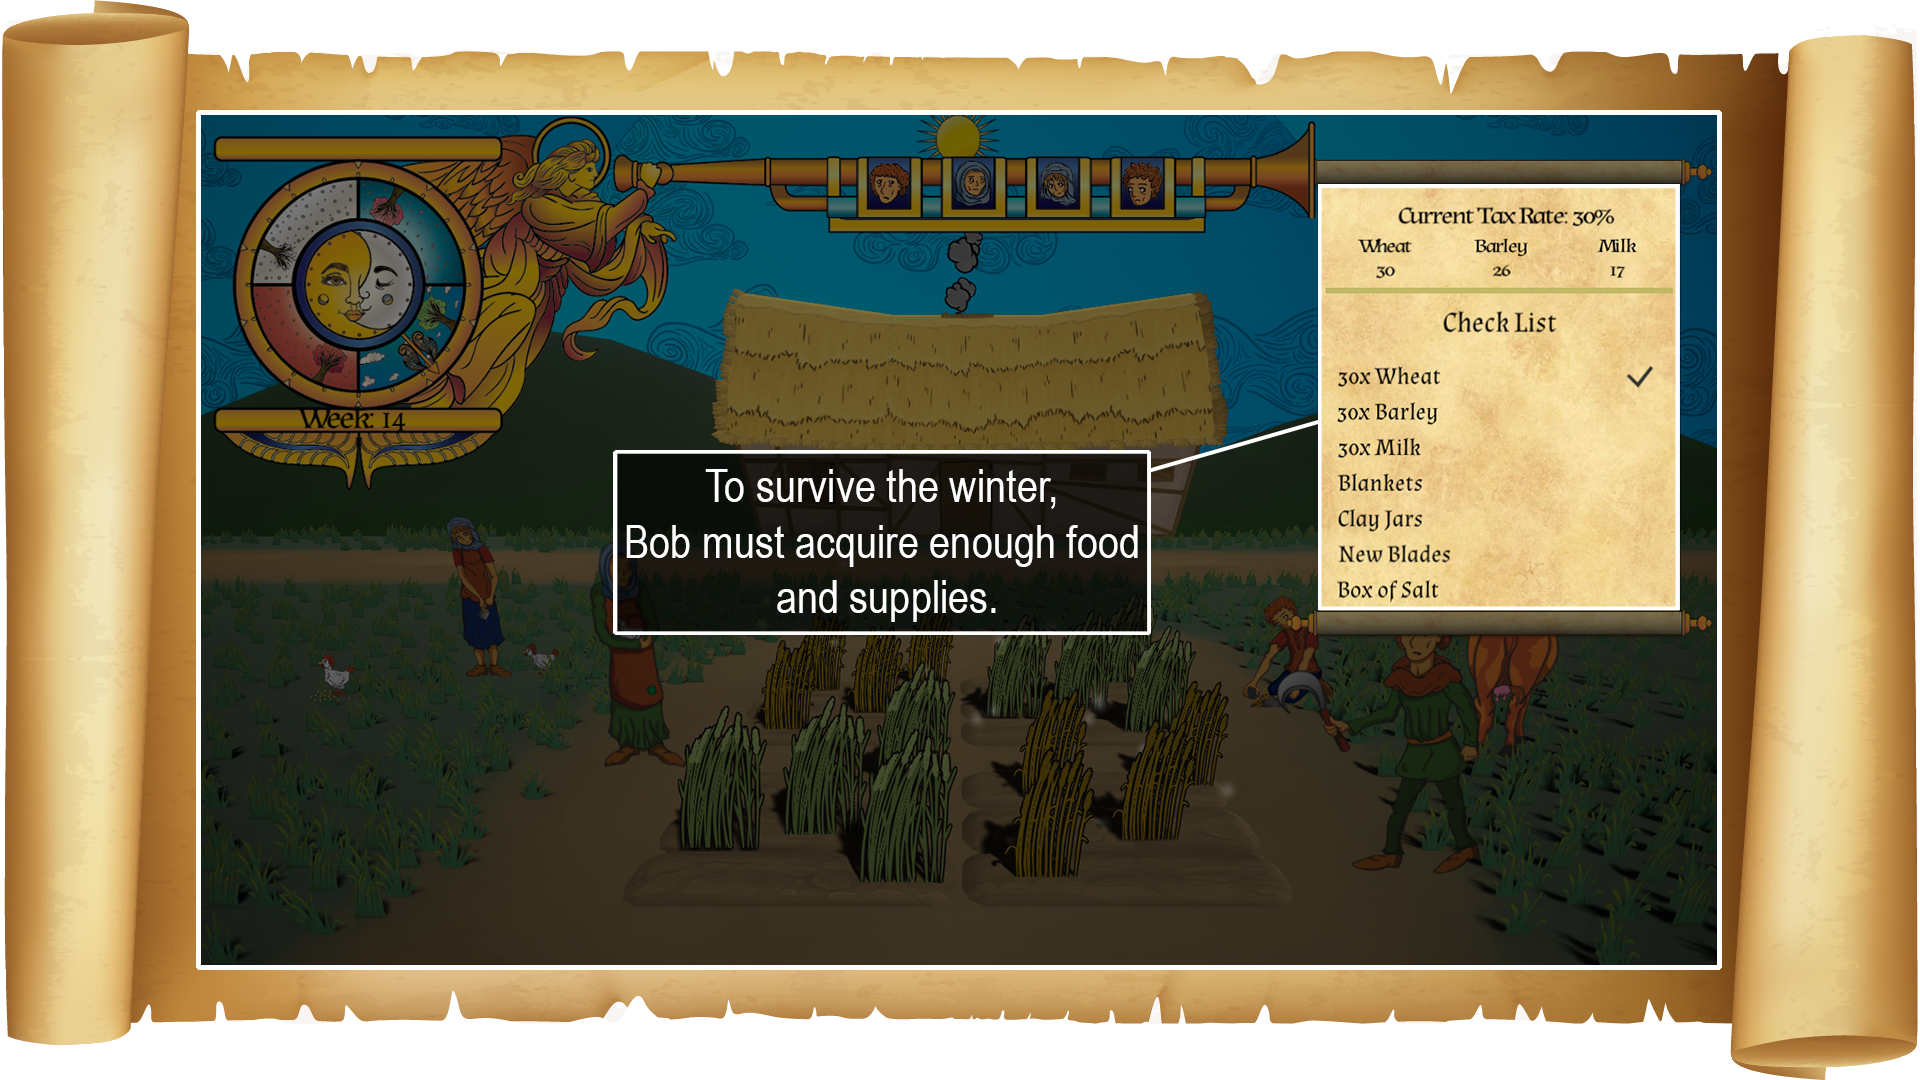 Week: 14
Current Tax Rate: 30%
Wheat Barley Milk
30 26 17
Check List
30x Wheat
30x Barley
30x Milk
Blankets
Clay Jars
New Blades
Box of Salt
To survive the winter,
Bob must acquire enough food
and supplies.